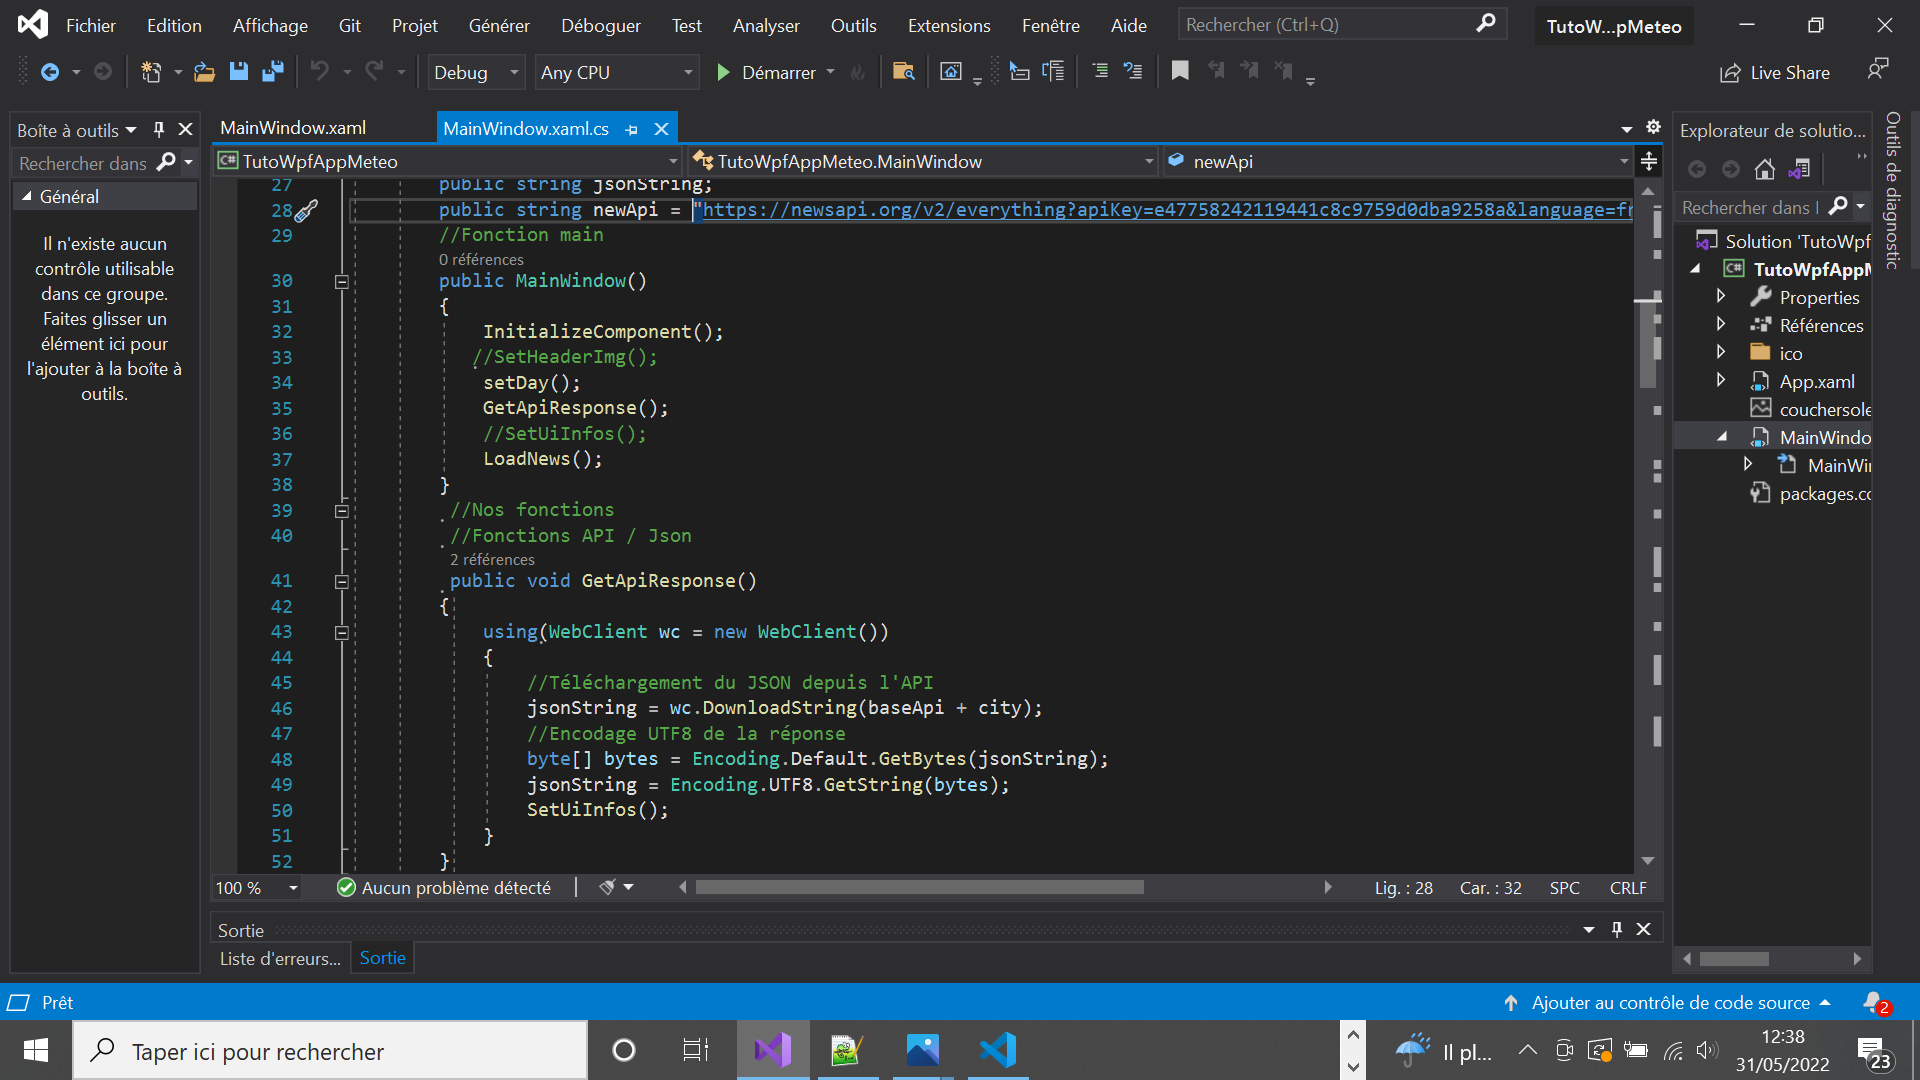 Fichier Edition Affichage Git Projet Générer Déboguer Test Analyser Outils Extensions Fenêtre Aide Rechercher (Ctrl+Q) TutoW...pMeteo
Debug Any CPU Démarrer Live Share
Boîte à outils
Rechercher dans
Général
Il n'existe aucun
contrôle utilisable
dans ce groupe.
Faites glisser un
élément ici pour
l'ajouter à la boîte à
outils.
MainWindow.xaml MainWindow.xaml.cs
TutoWpfAppMeteo TutoWpfAppMeteo.MainWindow newApi
27 public string jsonString;
28 public string newApi = "https://newsapi.org/v2/everything?apiKey=e47758242119441c8c9759d0dba9258a&language=fr
29 //Fonction main
0 références
30 public MainWindow()
31 {
32 InitializeComponent();
33 //SetHeaderImg();
34 setDay();
35 GetApiResponse();
36 //SetUiInfos();
37 LoadNews();
38 }
39 //Nos fonctions
40 //Fonctions API / Json
2 références
41 public void GetApiResponse()
42 {
43 using(WebClient wc = new WebClient())
44 {
45 //Téléchargement du JSON depuis l'API
46 jsonString = wc.DownloadString(baseApi + city);
47 //Encodage UTF8 de la réponse
48 byte[] bytes = Encoding.Default.GetBytes(jsonString);
49 jsonString = Encoding.UTF8.GetString(bytes);
50 SetUiInfos();
51 }
52 }
100 % Aucun problème détecté Lig. : 28 Car. : 32 SPC CRLF
Sortie
Liste d'erreurs... Sortie
Explorateur de solutio...
Rechercher dans l
Solution 'TutoWpf
C# TutoWpfAppM
Properties
Références
ico
App.xaml
couchersole
MainWindo
MainWin
packages.co
Outils de diagnostic
Prêt Ajouter au contrôle de code source 2
Taper ici pour rechercher Il pl... 12:38
31/05/2022 23